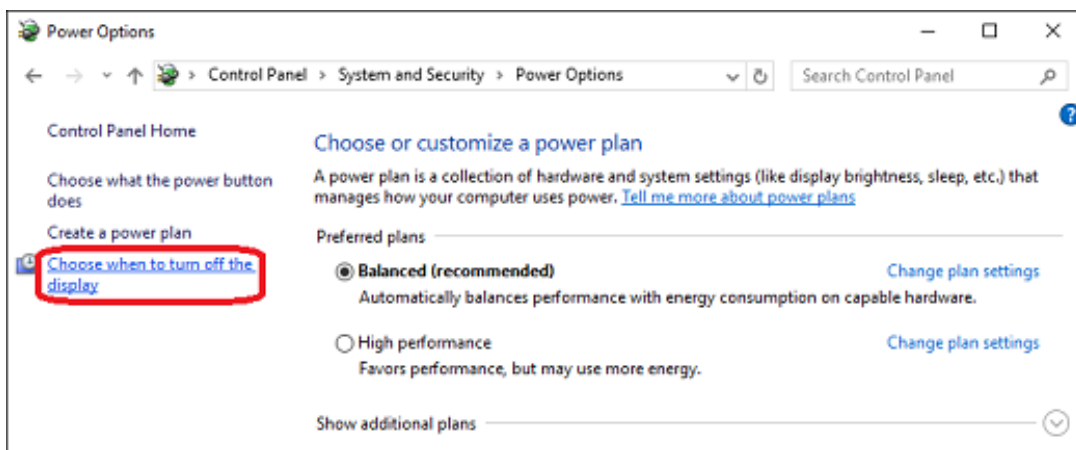 Power Options
Control Panel > System and Security > Power Options
Search Control Panel
?
Control Panel Home
Choose what the power button
does
Create a power plan
Choose when to turn off the
display
Choose or customize a power plan
A power plan is a collection of hardware and system settings (like display brightness, sleep, etc.) that
manages how your computer uses power. Tell me more about power plans
Preferred plans
Balanced (recommended)
Change plan settings
Automatically balances performance with energy consumption on capable hardware.
High performance
Change plan settings
Favors performance, but may use more energy.
Show additional plans